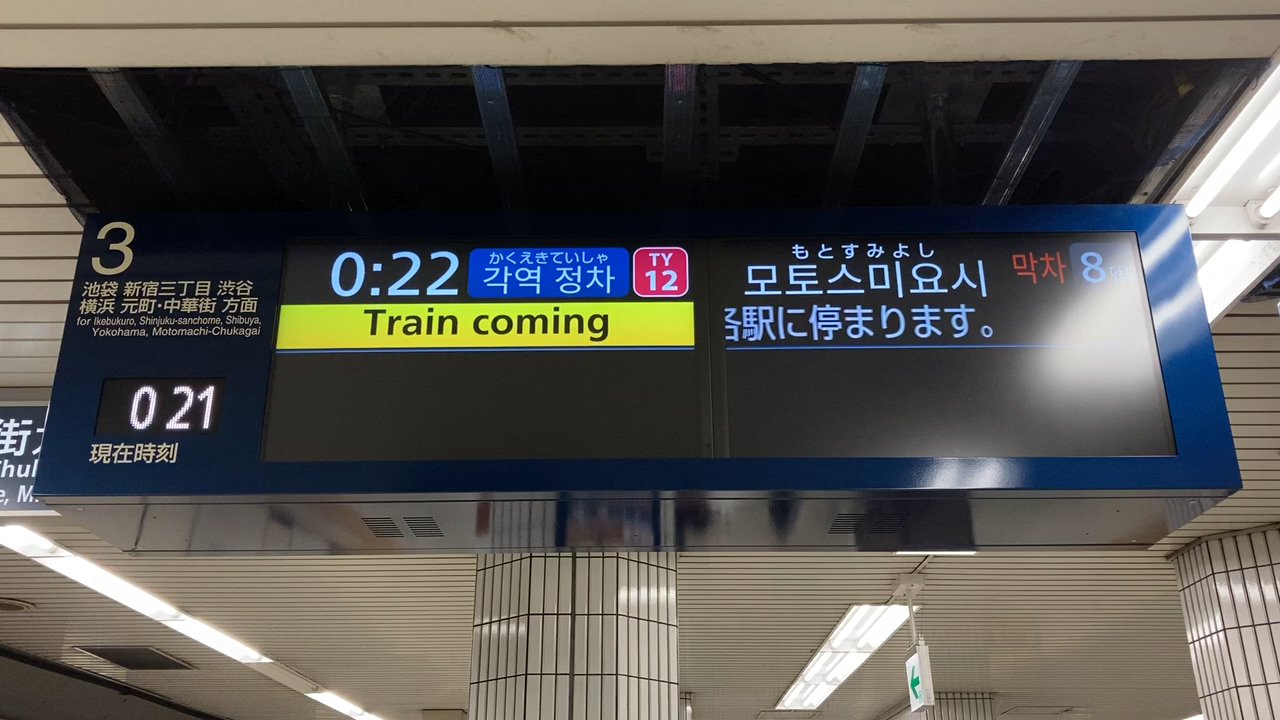 3
池袋 新宿三丁目 渋谷
横浜 元町・中華街 方面
for Ikebukuro, Shinjuku-sanchome, Shibuya,
Yokohama, Motomachi-Chukagai
0 21
現在時刻
0:22
かくえきていしゃ
각역 정차
TY
12
Train coming
もとすみよし
모토스미요시
막차
8
各駅に停まります。
街